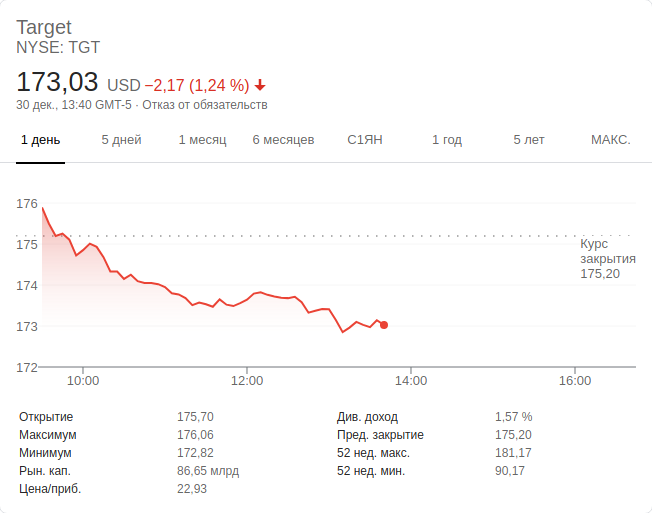 Target
NYSE: TGT
173,03 USD −2,17 (1,24 %)
30 дек., 13:40 GMT-5 · Отказ от обязательств
1 день 5 дней 1 месяц 6 месяцев С1ЯН 1 год 5 лет МАКС.
176
175
174
173
172
Курс
закрытия
175,20
10:00 12:00 14:00 16:00
Открытие 175,70 Див. доход 1,57 %
Максимум 176,06 Пред. закрытие 175,20
Минимум 172,82 52 нед. макс. 181,17
Рын. кап. 86,65 млрд 52 нед. мин. 90,17
Цена/приб. 22,93